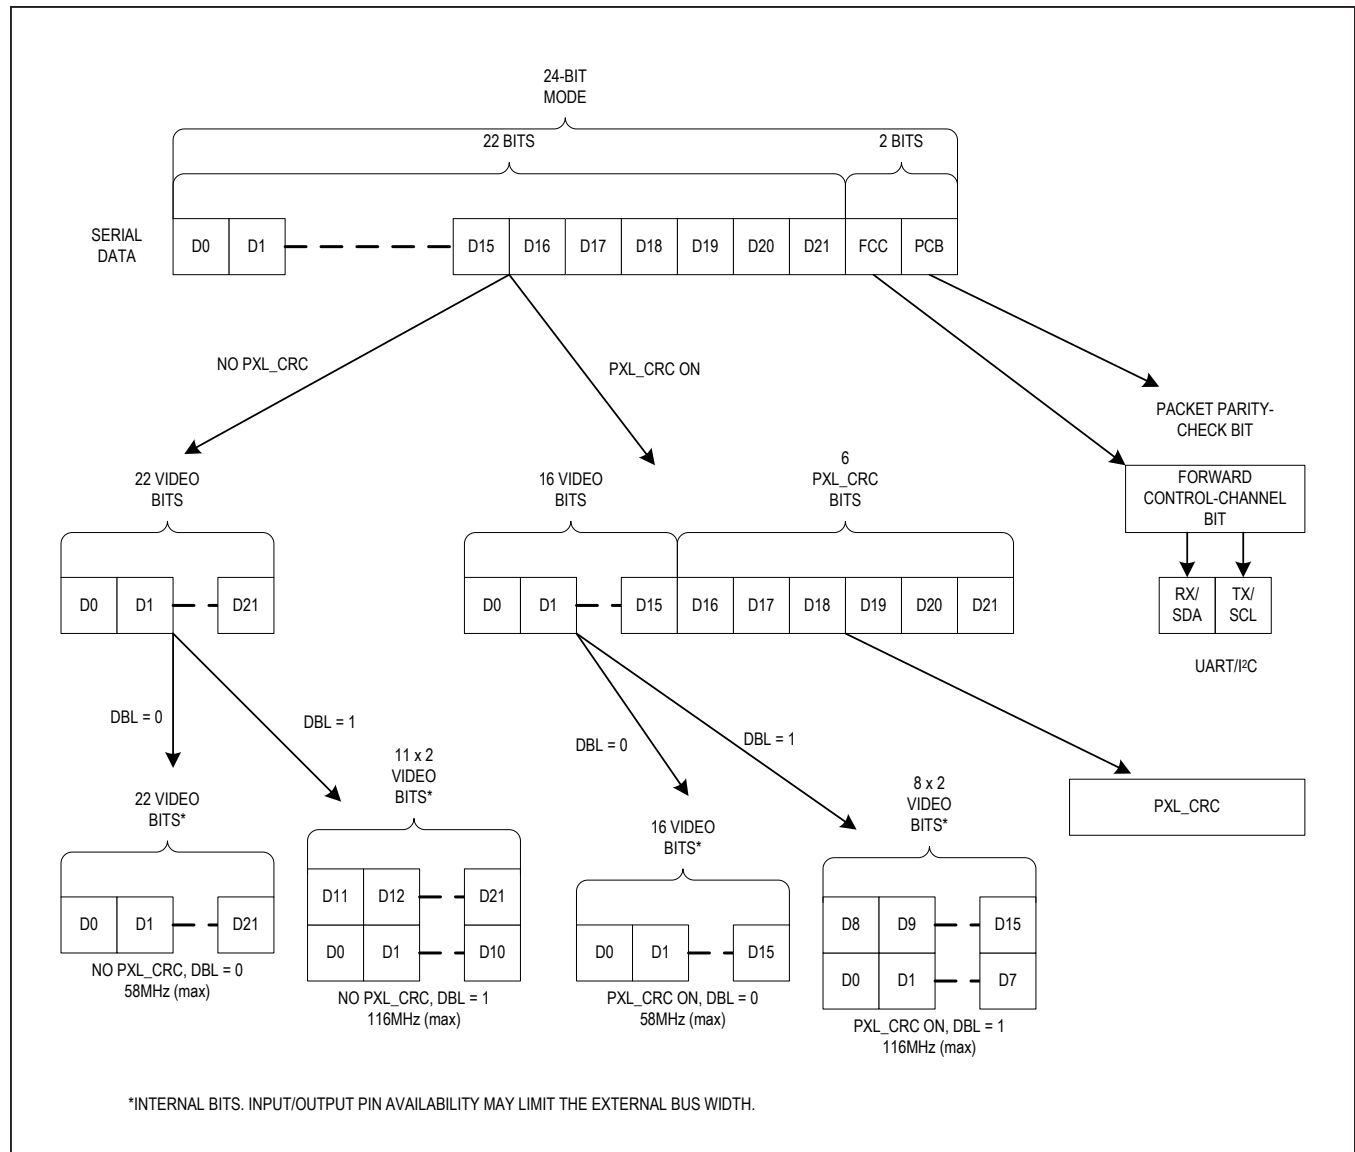 24-BIT
MODE
22 BITS
2 BITS
SERIAL
DATA
D0 D1 D15 D16 D17 D18 D19 D20 D21 FCC PCB
NO PXL_CRC
PXL_CRC ON
PACKET PARITY-
CHECK BIT
FORWARD
CONTROL-CHANNEL
BIT
RX/
SDA
TX/
SCL
UART/I²C
22 VIDEO
BITS
D0 D1 D21
16 VIDEO
BITS
6
PXL_CRC
BITS
D0 D1 D15 D16 D17 D18 D19 D20 D21
DBL = 0
DBL = 1
DBL = 0
DBL = 1
PXL_CRC
22 VIDEO
BITS*
D0 D1 D21
NO PXL_CRC, DBL = 0
58MHz (max)
11 x 2
VIDEO
BITS*
D11 D12 D21
D0 D1 D10
NO PXL_CRC, DBL = 1
116MHz (max)
16 VIDEO
BITS*
D0 D1 D15
PXL_CRC ON, DBL = 0
58MHz (max)
8 x 2
VIDEO
BITS*
D8 D9 D15
D0 D1 D7
PXL_CRC ON, DBL = 1
116MHz (max)
*INTERNAL BITS. INPUT/OUTPUT PIN AVAILABILITY MAY LIMIT THE EXTERNAL BUS WIDTH.